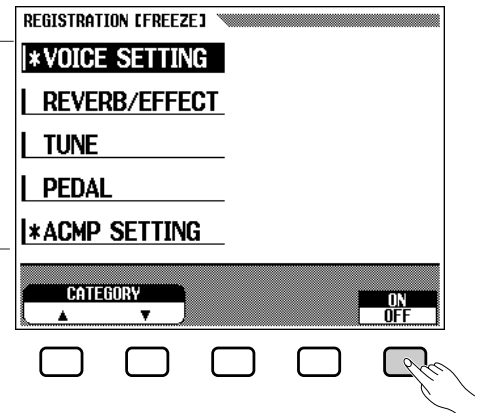 REGISTRATION [FREEZE]
*VOICE SETTING
REVERB/EFFECT
TUNE
PEDAL
*ACMP SETTING
CATEGORY
▲ ▼
ON
OFF